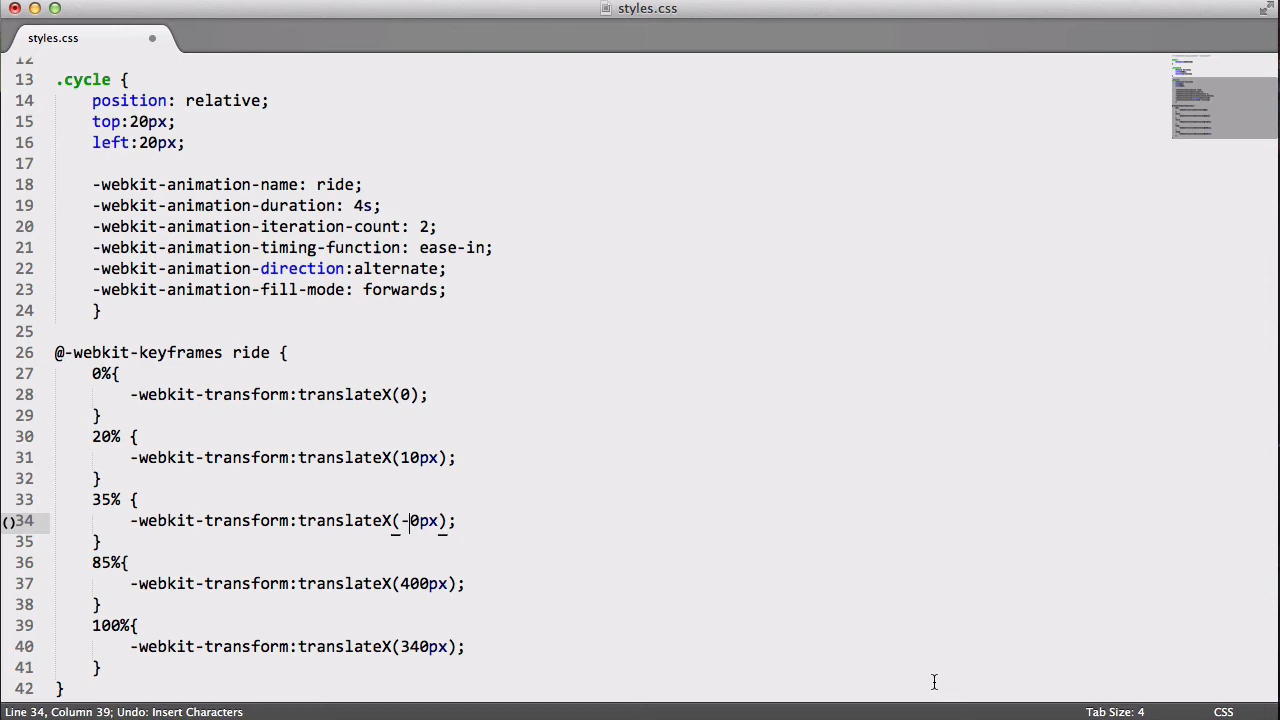 styles.css
styles.css
12
13 .cycle {
14 position: relative;
15 top:20px;
16 left:20px;
17
18 -webkit-animation-name: ride;
19 -webkit-animation-duration: 4s;
20 -webkit-animation-iteration-count: 2;
21 -webkit-animation-timing-function: ease-in;
22 -webkit-animation-direction:alternate;
23 -webkit-animation-fill-mode: forwards;
24 }
25
26 @-webkit-keyframes ride {
27 0%{
28 -webkit-transform:translateX(0);
29 }
30 20% {
31 -webkit-transform:translateX(10px);
32 }
33 35% {
()34 -webkit-transform:translateX(-0px);
35 }
36 85%{
37 -webkit-transform:translateX(400px);
38 }
39 100%{
40 -webkit-transform:translateX(340px);
41 }
42 }
Line 34, Column 39; Undo: Insert Characters Tab Size: 4 CSS